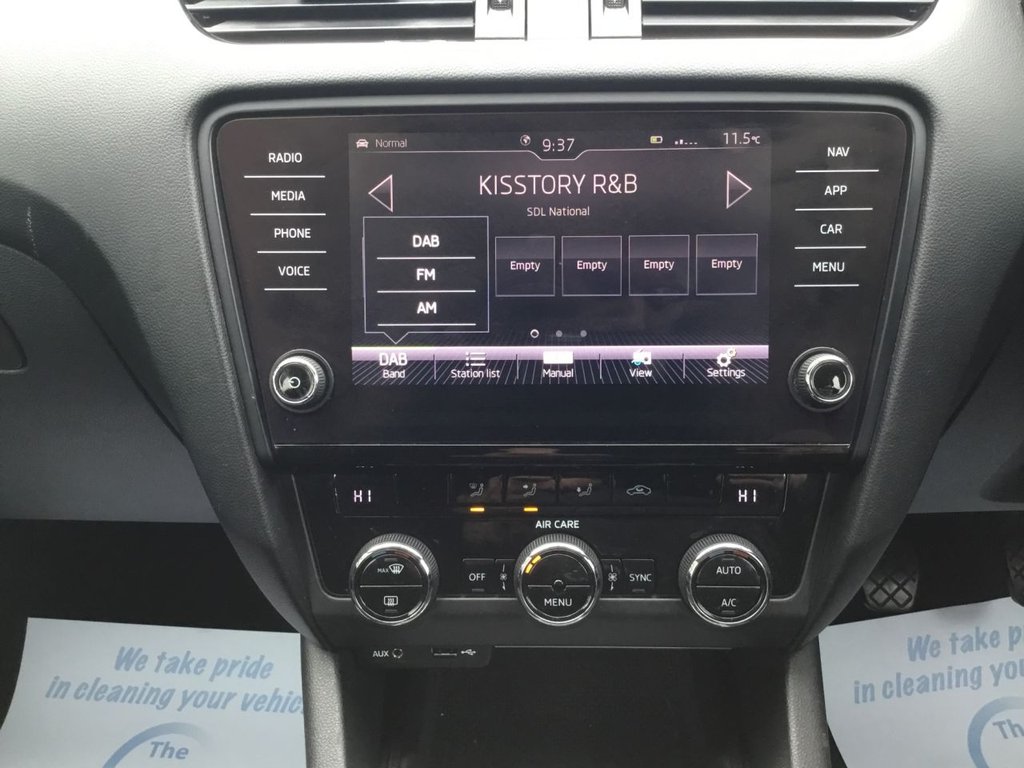 RADIO
MEDIA
PHONE
VOICE
Normal
9:37
11.5°C
KISSTORY R&B
SDL National
DAB
FM
AM
Empty
Empty
Empty
Empty
DAB
Band
Station list
Manual
View
Settings
NAV
APP
CAR
MENU
HI
HI
AIR CARE
MAX
OFF
MENU
SYNC
AUTO
A/C
AUX
We take pride
in cleaning your vehic
The
We take p
in cleaning you
The